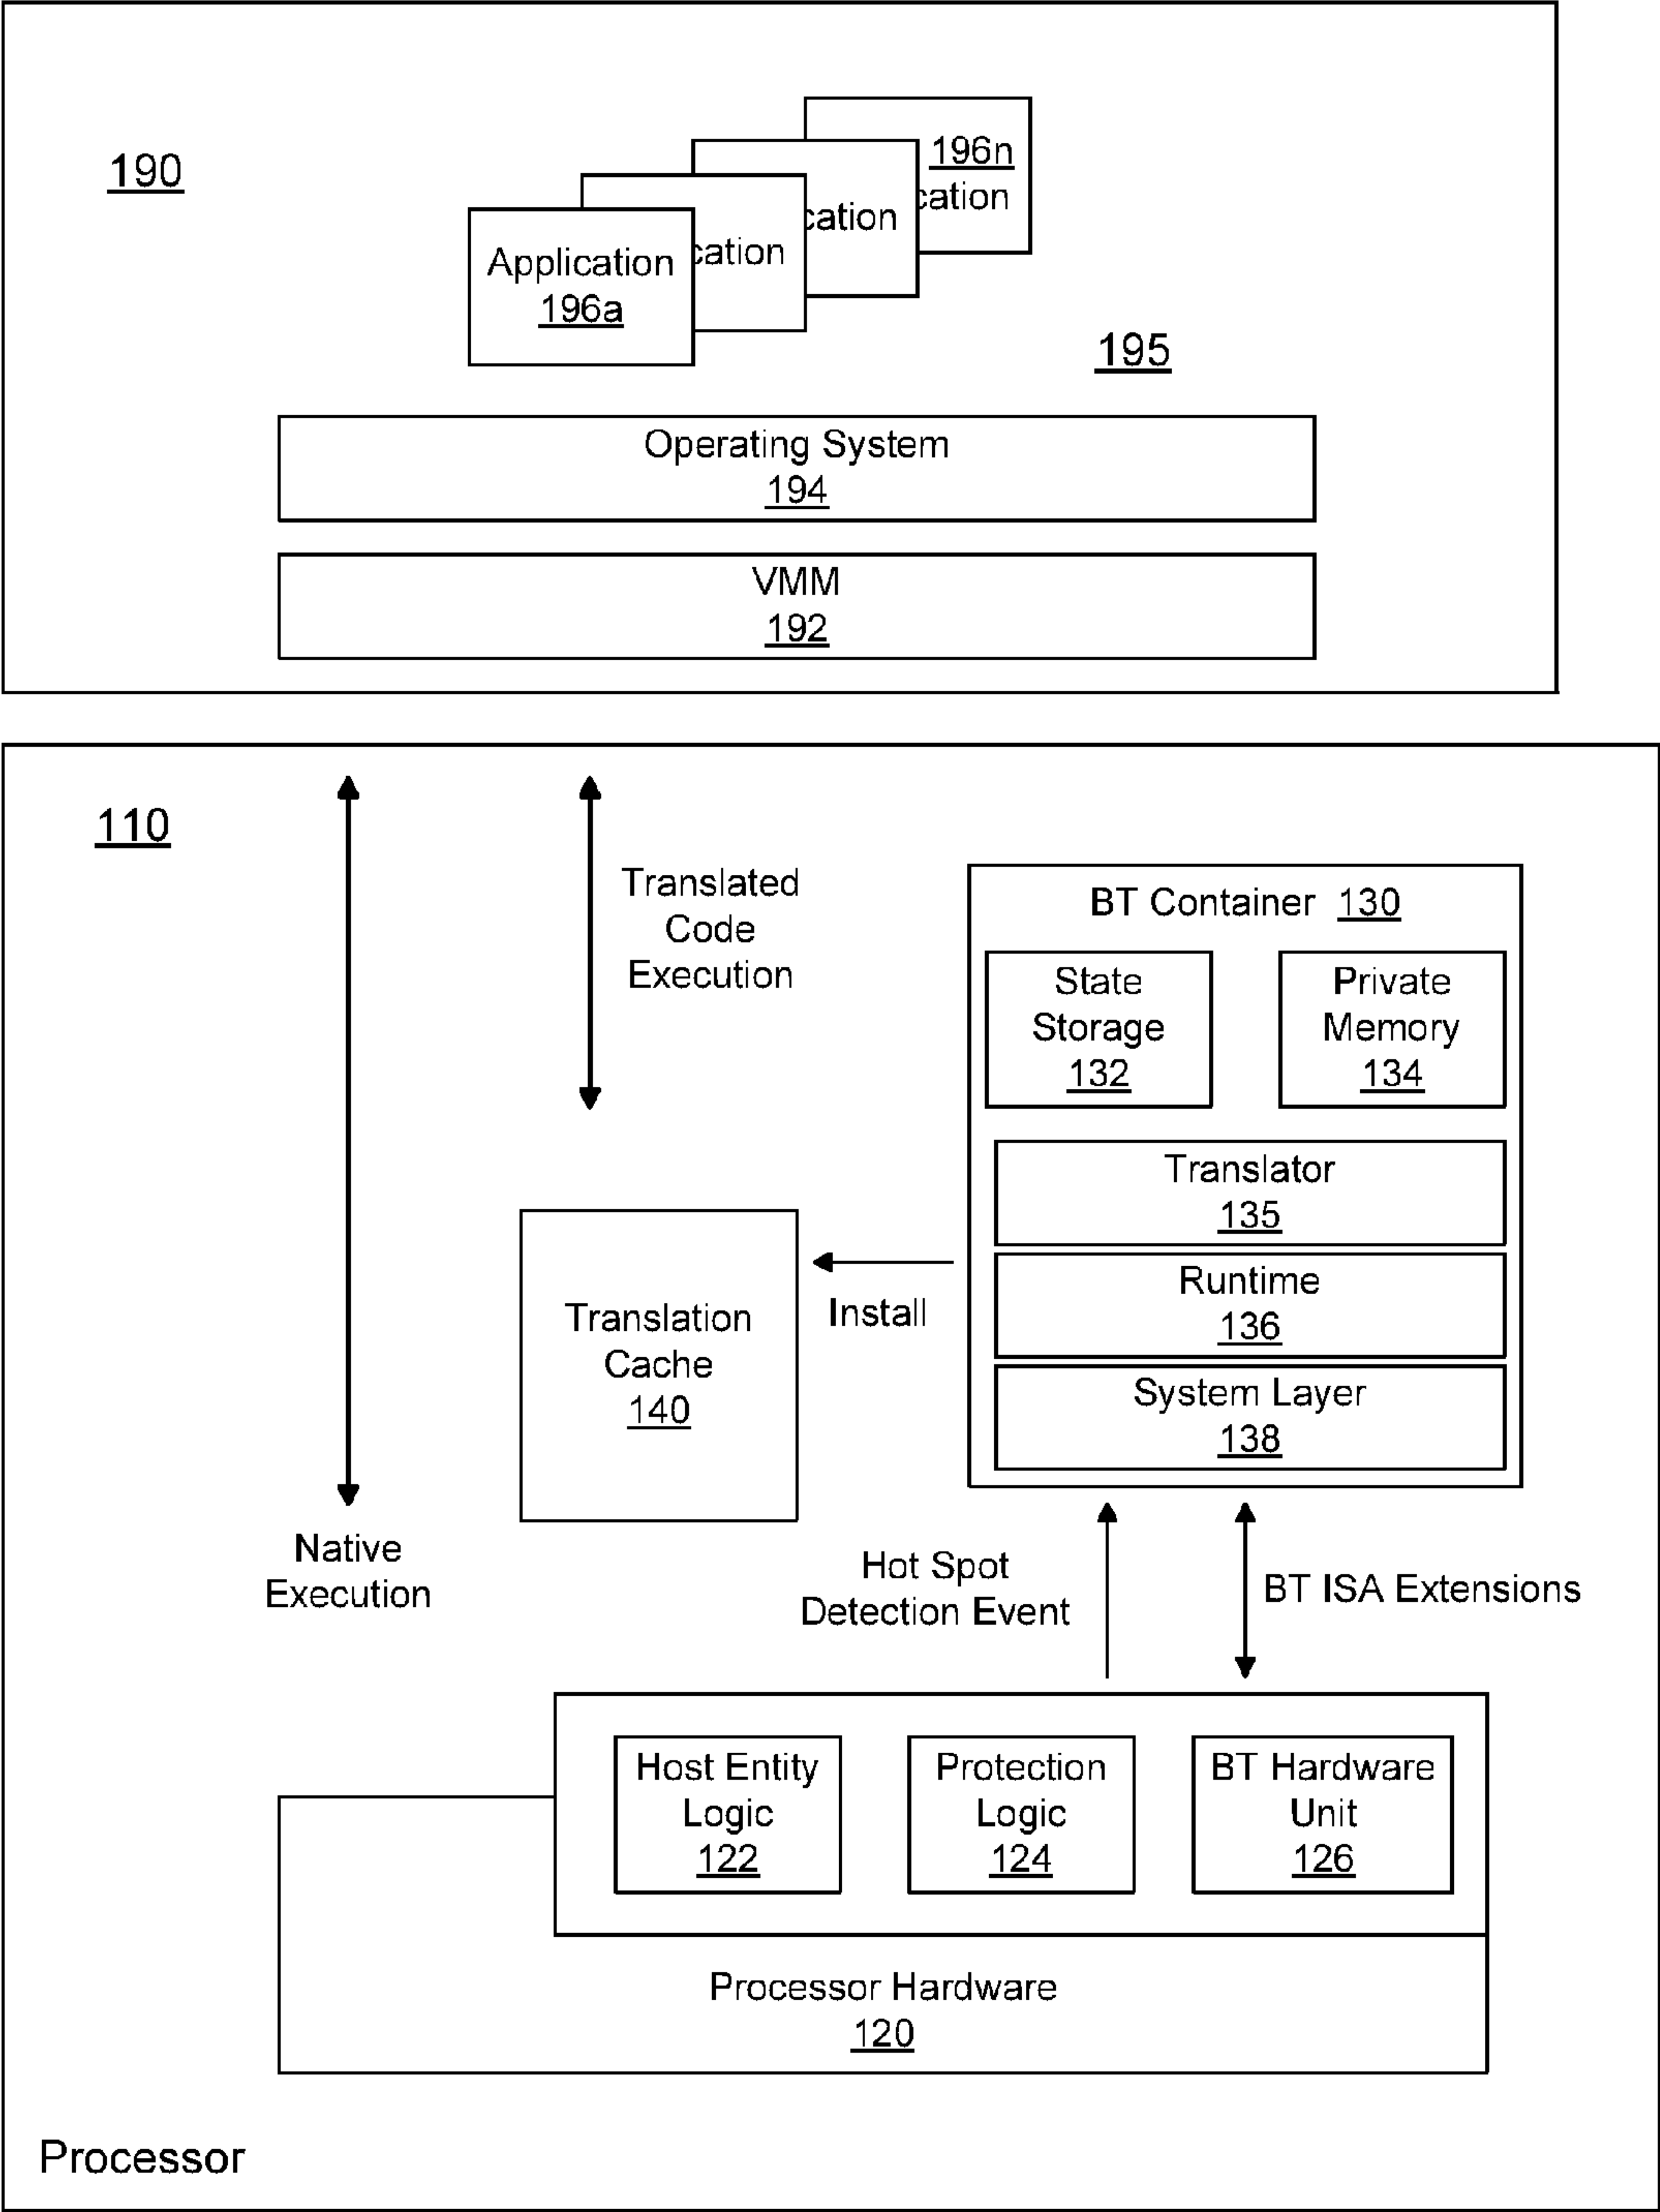 190
196n
cation
cation
cation
Application
196a
195
Operating System
194
VMM
192
110
Translated
Code
Execution
BT Container 130
State
Storage
132
Private
Memory
134
Translator
135
Runtime
136
System Layer
138
Install
Translation
Cache
140
Native
Execution
Hot Spot
Detection Event
BT ISA Extensions
Host Entity
Logic
122
Protection
Logic
124
BT Hardware
Unit
126
Processor Hardware
120
Processor